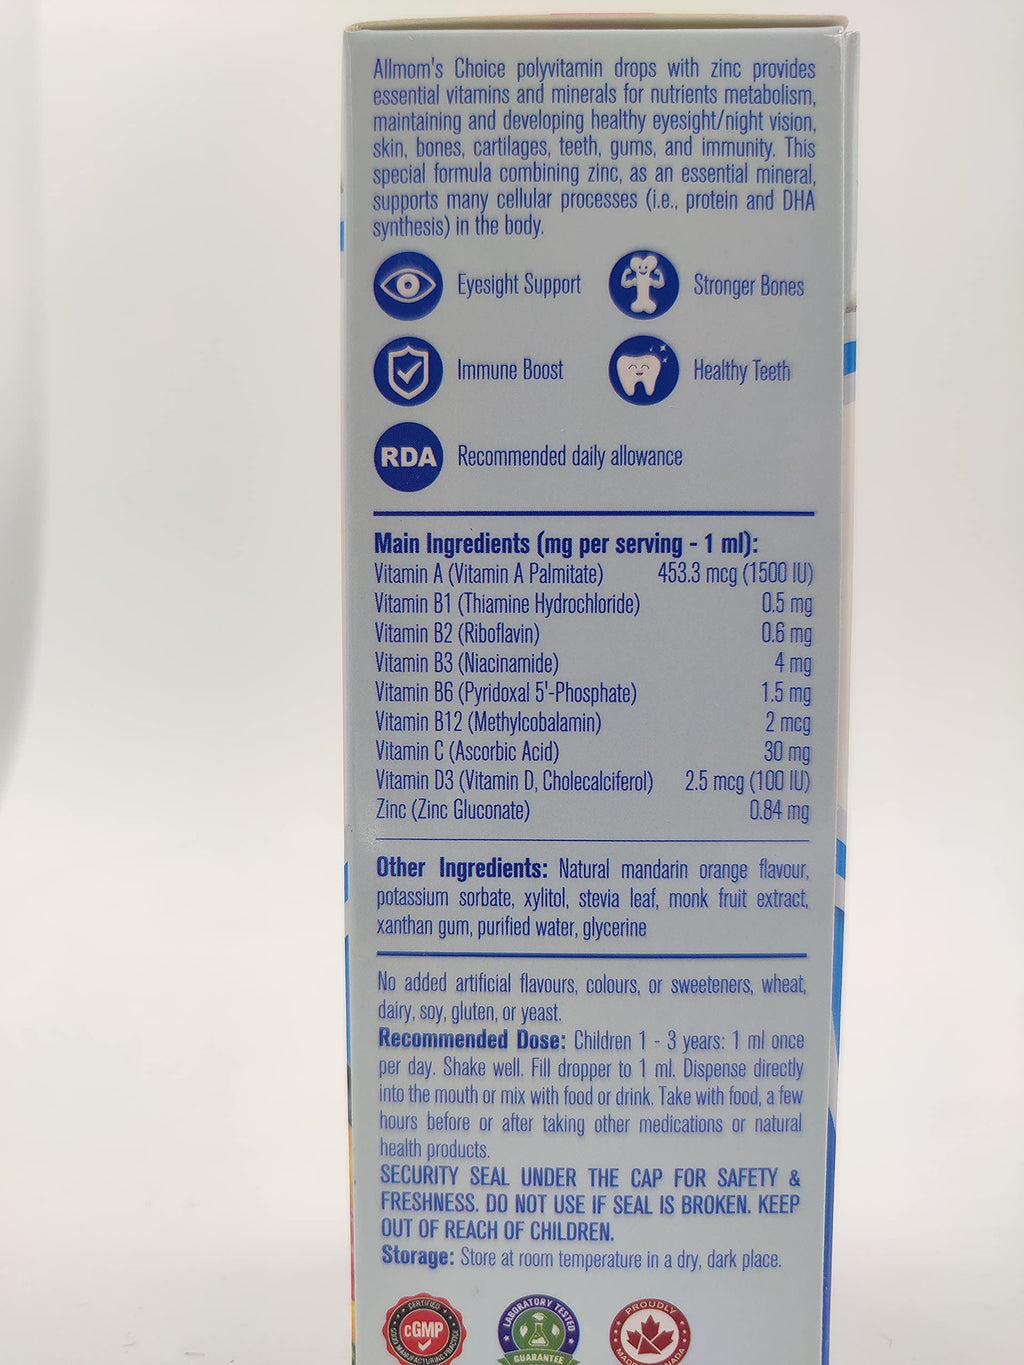 Allmom's Choice polyvitamin drops with zinc provides
essential vitamins and minerals for nutrients metabolism,
maintaining and developing healthy eyesight/night vision,
skin, bones, cartilages, teeth, gums, and immunity. This
special formula combining zinc, as an essential mineral,
supports many cellular processes (i.e., protein and DHA
synthesis) in the body.
Eyesight Support
Stronger Bones
Immune Boost
Healthy Teeth
RDA Recommended daily allowance
Main Ingredients (mg per serving - 1 ml):
Vitamin A (Vitamin A Palmitate) 453.3 mcg (1500 IU)
Vitamin B1 (Thiamine Hydrochloride) 0.5 mg
Vitamin B2 (Riboflavin) 0.6 mg
Vitamin B3 (Niacinamide) 4 mg
Vitamin B6 (Pyridoxal 5'-Phosphate) 1.5 mg
Vitamin B12 (Methylcobalamin) 2 mcg
Vitamin C (Ascorbic Acid) 30 mg
Vitamin D3 (Vitamin D, Cholecalciferol) 2.5 mcg (100 IU)
Zinc (Zinc Gluconate) 0.84 mg
Other Ingredients: Natural mandarin orange flavour,
potassium sorbate, xylitol, stevia leaf, monk fruit extract,
xanthan gum, purified water, glycerine
No added artificial flavours, colours, or sweeteners, wheat,
dairy, soy, gluten, or yeast.
Recommended Dose: Children 1 - 3 years: 1 ml once
per day. Shake well. Fill dropper to 1 ml. Dispense directly
into the mouth or mix with food or drink. Take with food, a few
hours before or after taking other medications or natural
health products.
SECURITY SEAL UNDER THE CAP FOR SAFETY &
FRESHNESS. DO NOT USE IF SEAL IS BROKEN. KEEP
OUT OF REACH OF CHILDREN.
Storage: Store at room temperature in a dry, dark place.
CERTIFIED
cGMP
GOOD MANUFACTURING PRACTICE
LABORATORY TESTED
GUARANTEE
PROUDLY